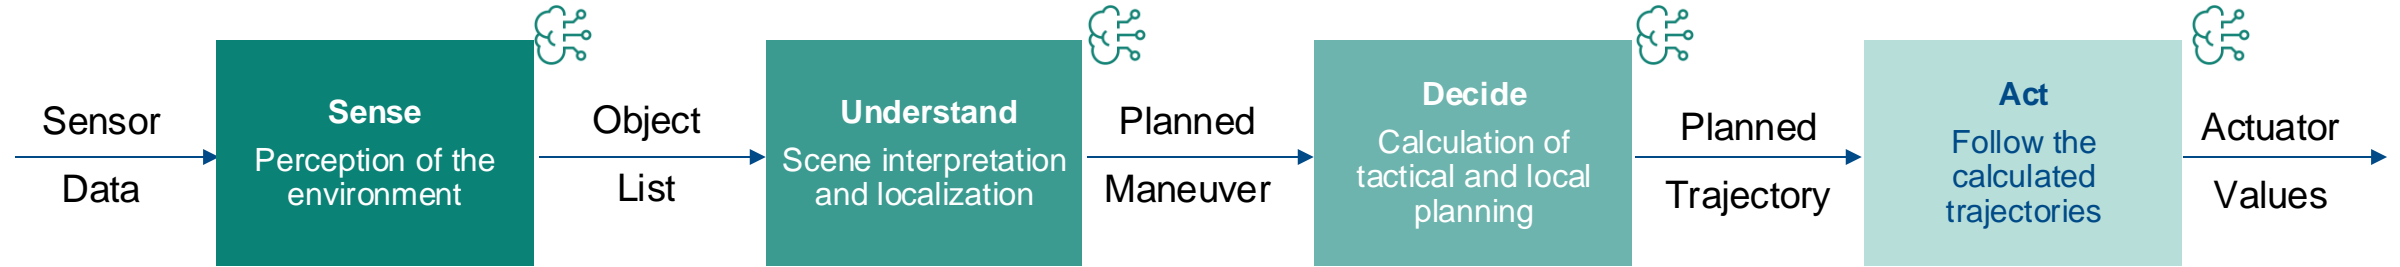 Sensor
Data
Sense
Perception of the
environment
Object
List
Understand
Scene interpretation
and localization
Planned
Maneuver
Decide
Calculation of
tactical and local
planning
Planned
Trajectory
Act
Follow the
calculated
trajectories
Actuator
Values